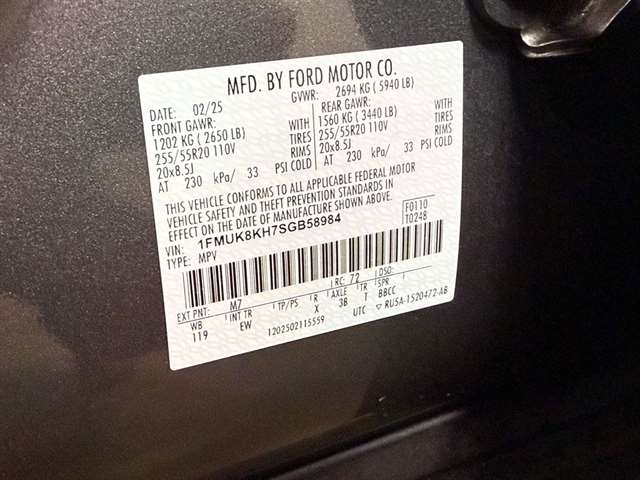 MFD. BY FORD MOTOR CO.
DATE: 02/25 GVWR: 2694 KG ( 5940 LB)
FRONT GAWR: REAR GAWR:
1202 KG ( 2650 LB) WITH 1560 KG ( 3440 LB) WITH
255/55R20 110V TIRES 255/55R20 110V TIRES
20x8.5J RIMS 20x8.5J RIMS
AT 230 kPa/ 33 PSI COLD AT 230 kPa/ 33 PSI COLD
THIS VEHICLE CONFORMS TO ALL APPLICABLE FEDERAL MOTOR
VEHICLE SAFETY AND THEFT PREVENTION STANDARDS IN
EFFECT ON DATE OF MANUFACTURE SHOWN ABOVE.
VIN: 1FMUK8KH7SGB58984 F0110
TYPE: MPV T0248
EXT PNT: M7 RC: 72 DSO:
WB INT TR TP/PS R AXLE TR SPR
119 EW X 3B T BBCC
1202502115559 UTC RU5A-1520472-AB